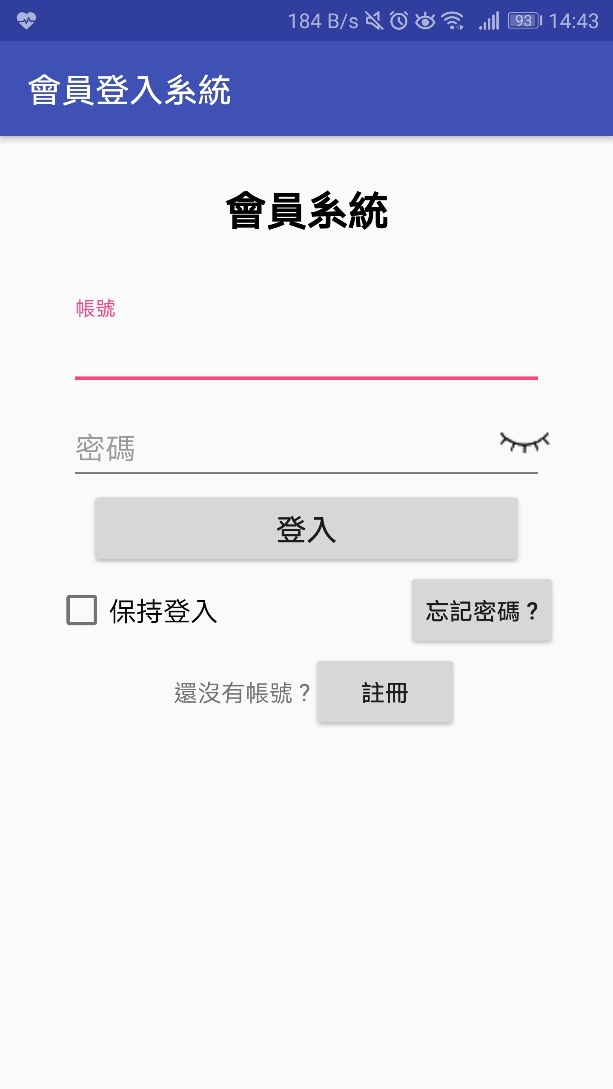 184 B/s 93 14:43
會員登入系統
會員系統
帳號
密碼
登入
保持登入 忘記密碼？
還沒有帳號？ 註冊